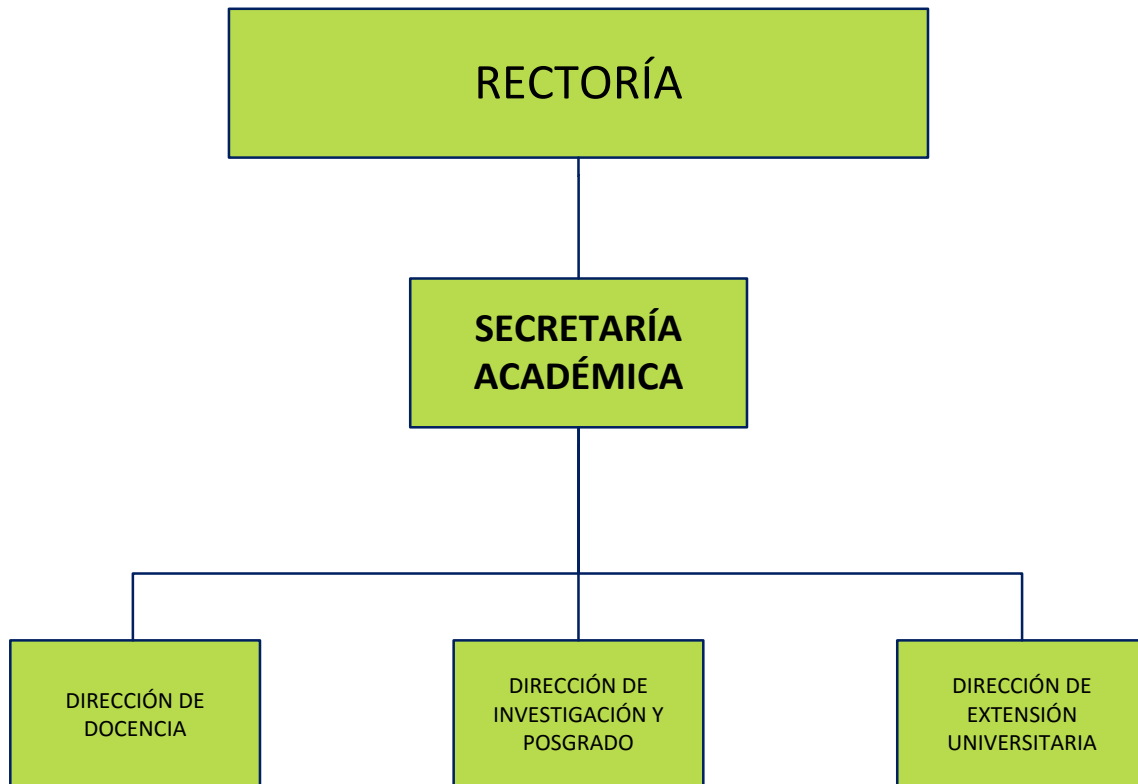 RECTORÍA
SECRETARÍA
ACADÉMICA
DIRECCIÓN DE
DOCENCIA
DIRECCIÓN DE
INVESTIGACIÓN Y
POSGRADO
DIRECCIÓN DE
EXTENSIÓN
UNIVERSITARIA